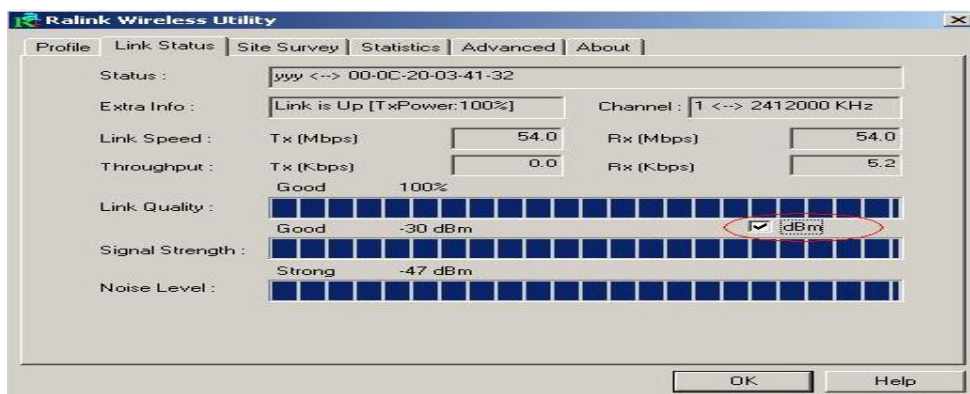 Ralink Wireless Utility
Profile Link Status Site Survey Statistics Advanced About
Status : yyy <--> 00-0C-20-03-41-32
Extra Info : Link is Up [TxPower:100%] Channel : 1 <--> 2412000 KHz
Link Speed : Tx (Mbps) 54.0 Rx (Mbps) 54.0
Throughput : Tx (Kbps) 0.0 Rx (Kbps) 5.2
Good 100%
Link Quality :
Good -30 dBm dBm
Signal Strength :
Strong -47 dBm
Noise Level :
OK Help